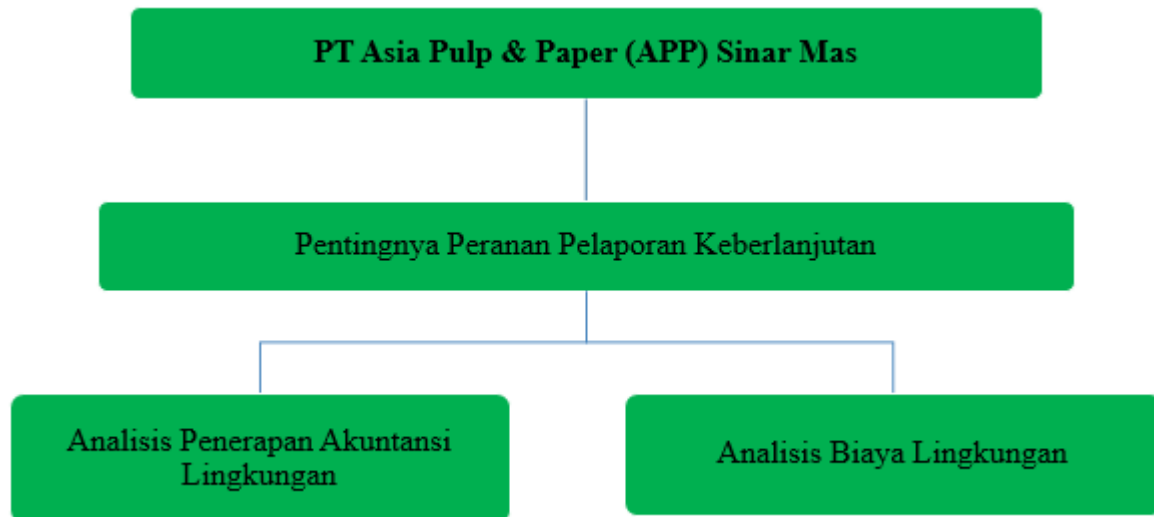 PT Asia Pulp & Paper (APP) Sinar Mas
Pentingnya Peranan Pelaporan Keberlanjutan
Analisis Penerapan Akuntansi
Lingkungan
Analisis Biaya Lingkungan